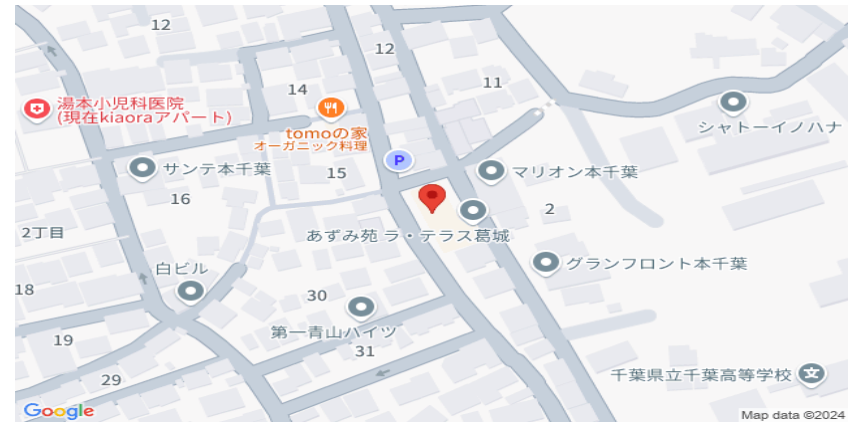 12
12
11
14
湯本小児科医院
(現在kiaoraアパート)
tomoの家
オーガニック料理
P
シャトーイノハナ
サンテ本千葉
15
マリオン本千葉
16
2
2丁目
あずみ苑 ラ・テラス葛城
白ビル
グランフロント本千葉
18
30
第一青山ハイツ
19
31
29
千葉県立千葉高等学校
文
Google
Map data ©2024